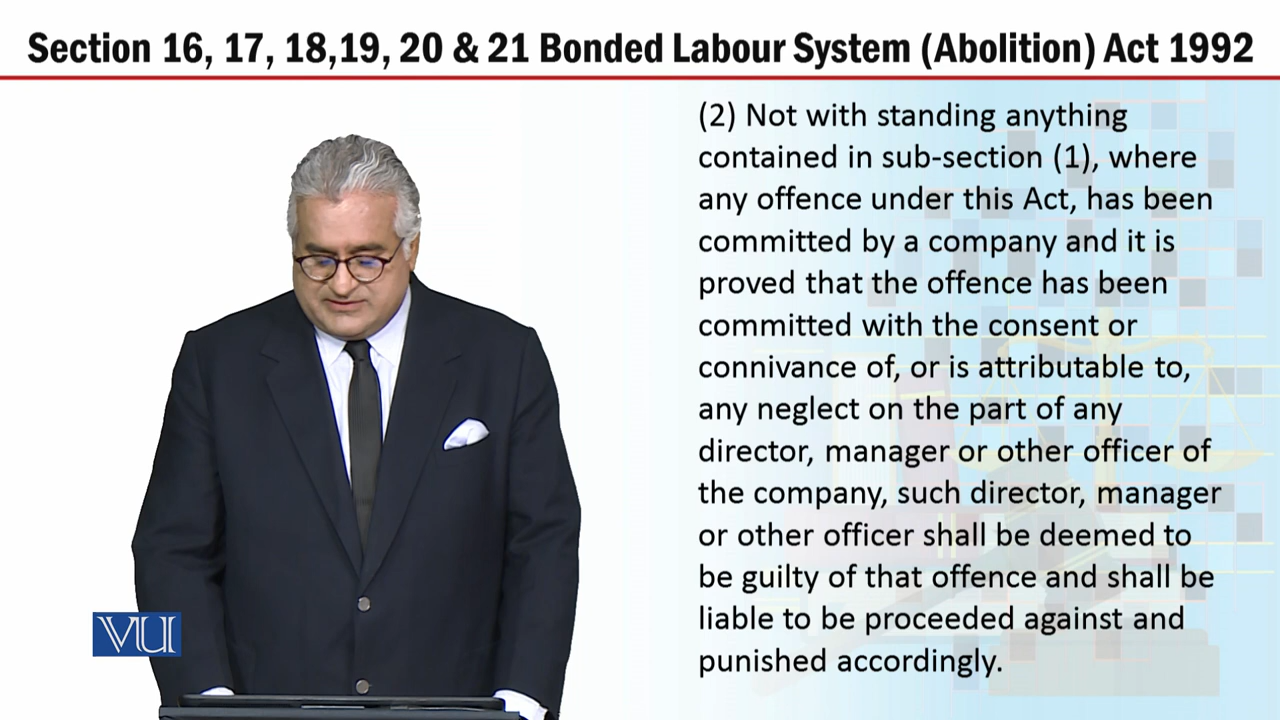 Section 16, 17, 18,19, 20 & 21 Bonded Labour System (Abolition) Act 1992
(2) Not with standing anything
contained in sub-section (1), where
any offence under this Act, has been
committed by a company and it is
proved that the offence has been
committed with the consent or
connivance of, or is attributable to,
any neglect on the part of any
director, manager or other officer of
the company, such director, manager
or other officer shall be deemed to
be guilty of that offence and shall be
liable to be proceeded against and
punished accordingly.
VU